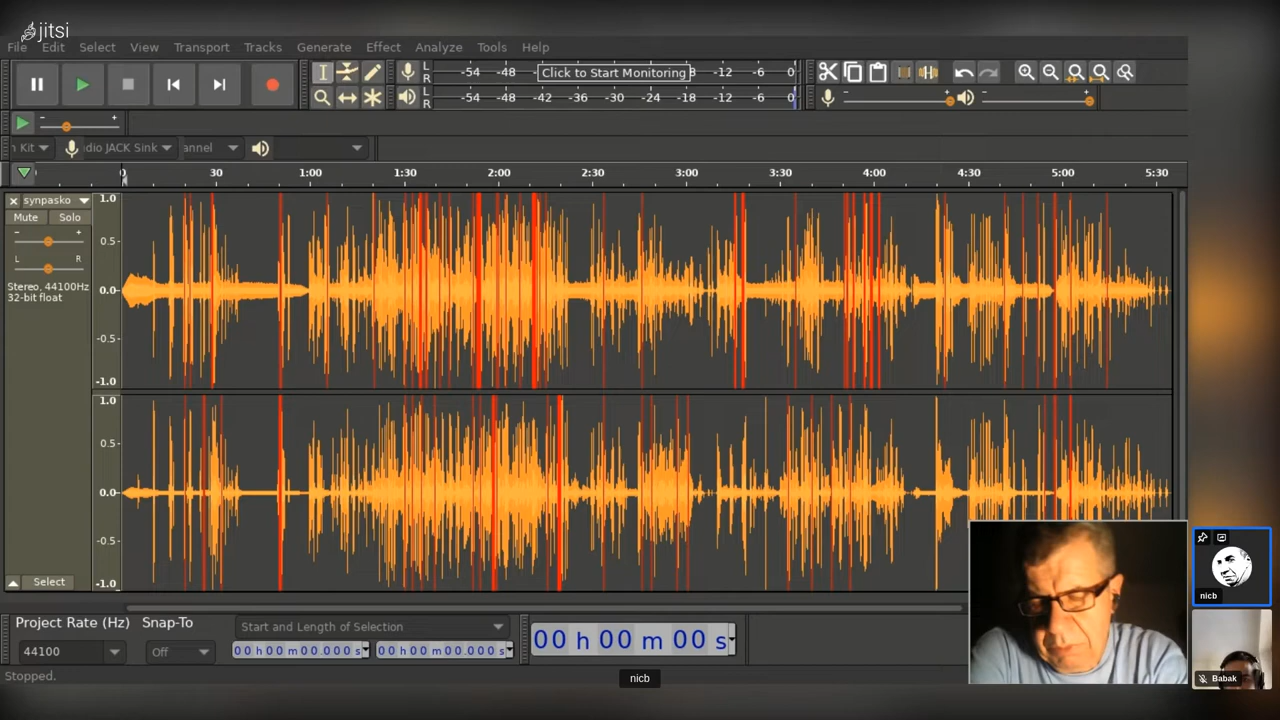 jitsi
File Edit Select View Transport Tracks Generate Effect Analyze Tools Help
L -54 -48 Click to Start Monitoring 8 -12 -6 0
R
L -54 -48 -42 -36 -30 -24 -18 -12 -6 0
R
- +
n Kit dio JACK Sink annel
0 30 1:00 1:30 2:00 2:30 3:00 3:30 4:00 4:30 5:00 5:30
synpasko
Mute Solo
- +
L R
Stereo, 44100Hz
32-bit float
1.0
0.5
0.0
-0.5
-1.0
1.0
0.5
0.0
-0.5
-1.0
Select
Project Rate (Hz) Snap-To
Start and Length of Selection
44100 Off
00 h 00 m 00.000 s 00 h 00 m 00.000 s
00 h 00 m 00 s
Stopped.
nicb
nicb
Babak